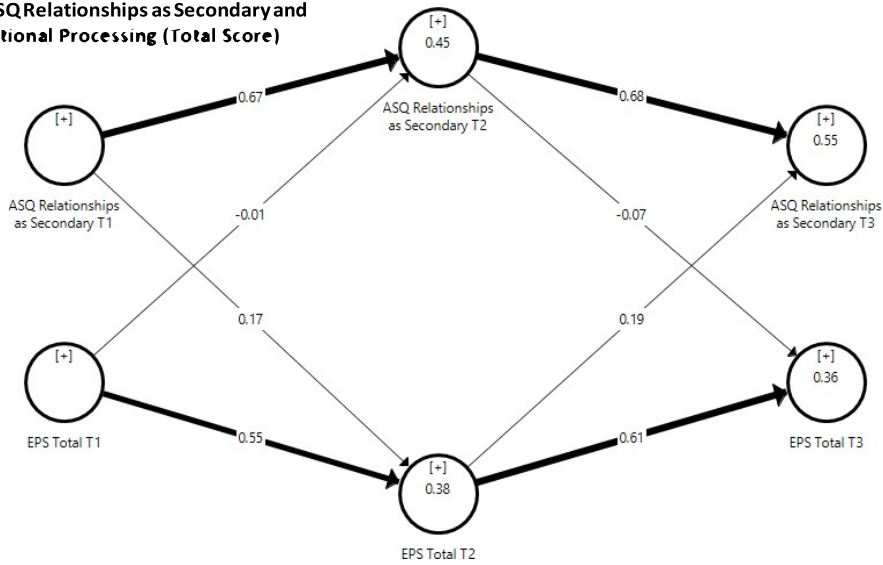 SQ Relationships as Secondary and
tional Processing (Total Score)
[+]
0.45
ASQ Relationships
as Secondary T2
0.67
0.68
[+]
ASQ Relationships
as Secondary T1
[+]
0.55
ASQ Relationships
as Secondary T3
-0.01
-0.07
0.17
0.19
[+]
EPS Total T1
[+]
0.36
EPS Total T3
0.55
0.61
[+]
0.38
EPS Total T2